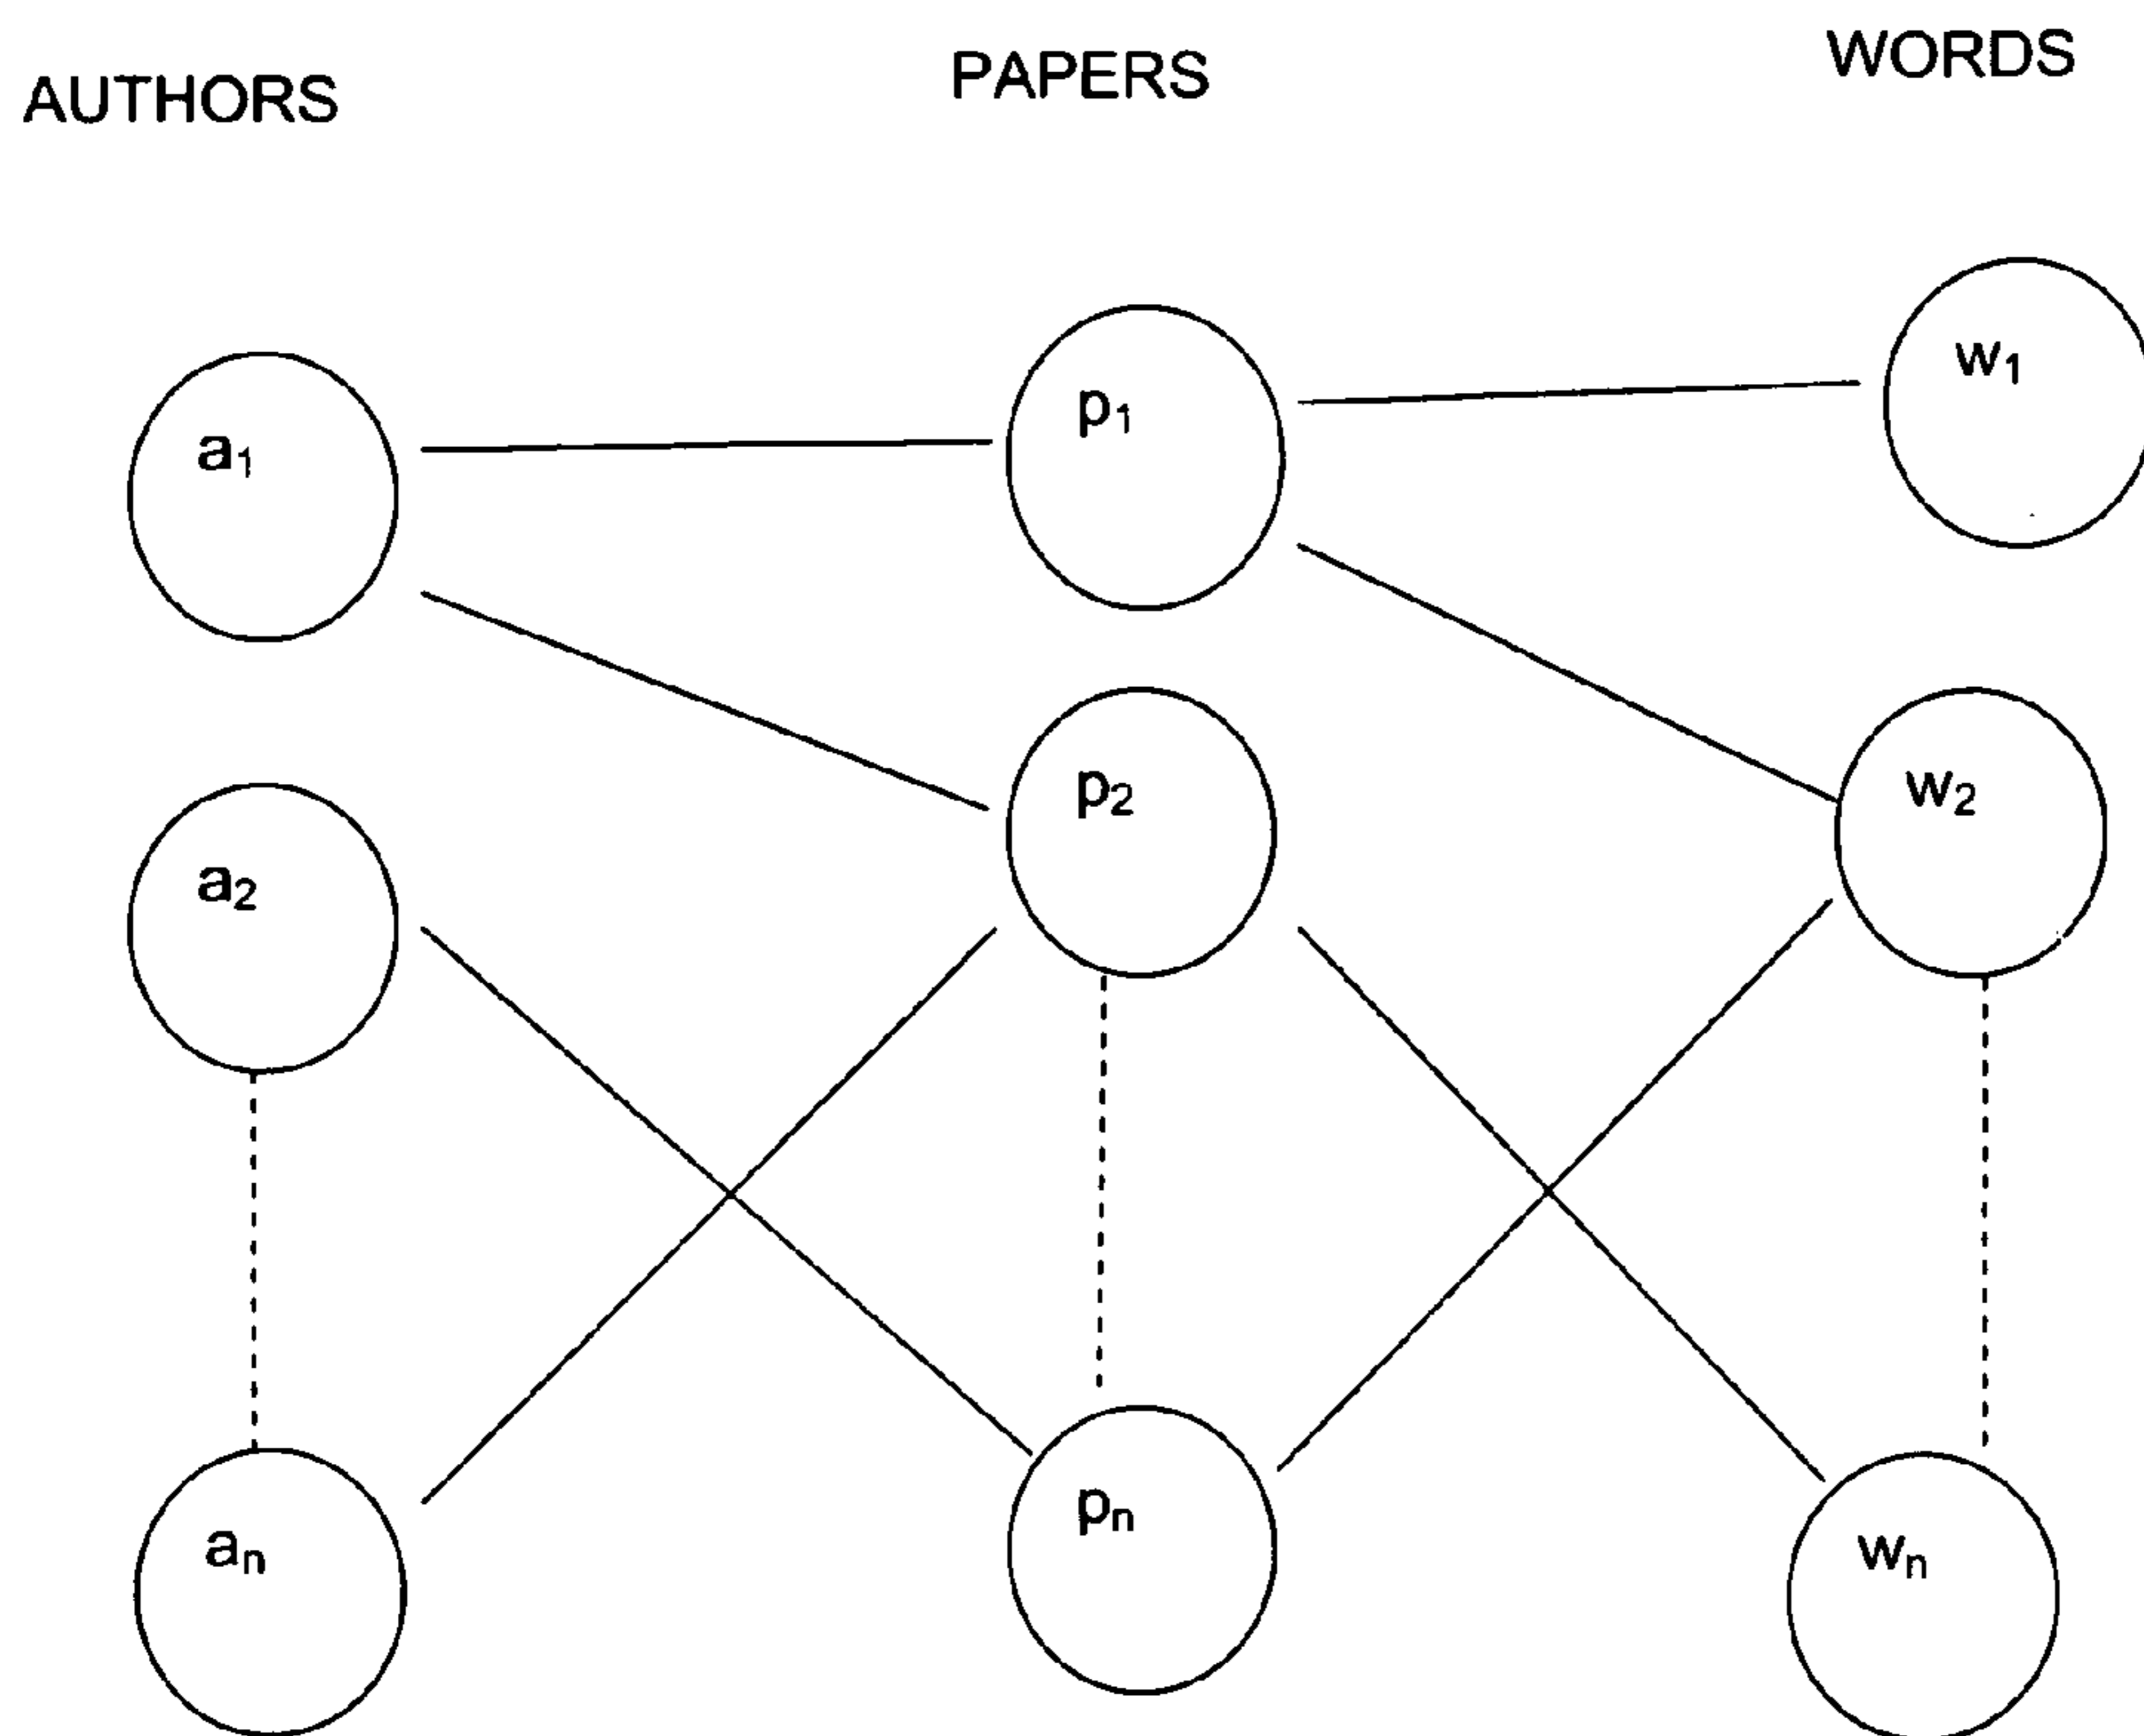 AUTHORS PAPERS WORDS
a₁ p₁ w₁
a₂ p₂ w₂
aₙ pₙ wₙ